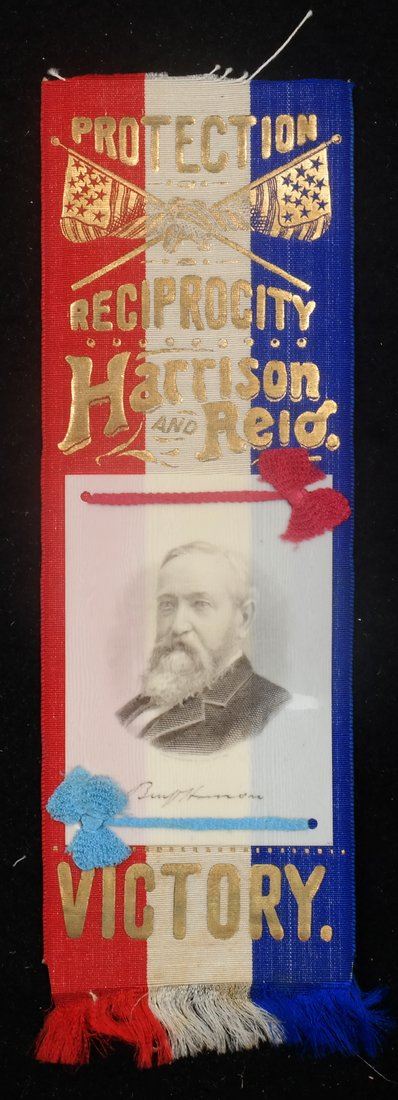 PROTECTION
RECIPROCITY
Harrison
AND Reid.
Benj Harrison
VICTORY.